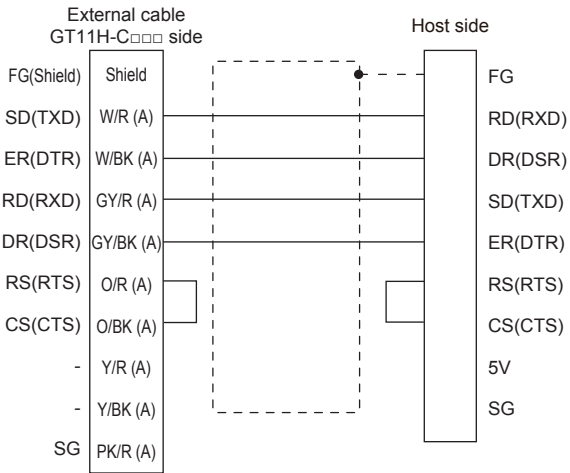 External cable
GT11H-C□□□ side
Host side
FG(Shield) Shield FG
SD(TXD) W/R (A) RD(RXD)
ER(DTR) W/BK (A) DR(DSR)
RD(RXD) GY/R (A) SD(TXD)
DR(DSR) GY/BK (A) ER(DTR)
RS(RTS) O/R (A) RS(RTS)
CS(CTS) O/BK (A) CS(CTS)
- Y/R (A) 5V
- Y/BK (A) SG
SG PK/R (A)